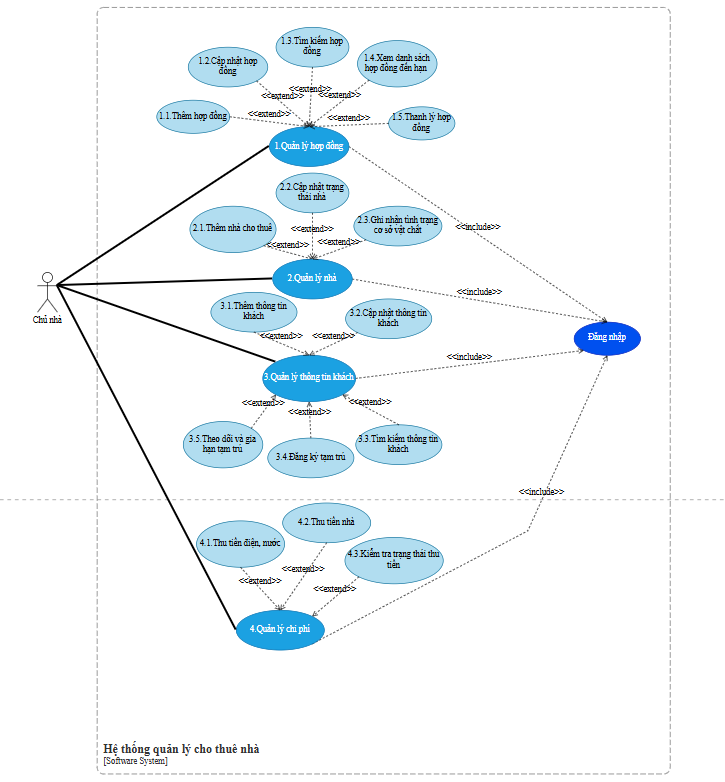 1.3.Tìm kiếm hợp
đồng
1.2.Cập nhật hợp
đồng
1.4.Xem danh sách
hợp đồng đến hạn
<<extend>>
<<extend>>
<<extend>>
1.1.Thêm hợp đồng
<<extend>>
<<extend>>
1.5.Thanh lý hợp
đồng
1.Quản lý hợp đồng
2.2.Cập nhật trạng
thái nhà
2.1.Thêm nhà cho thuê
<<extend>>
2.3.Ghi nhận tình trạng
cơ sở vật chất
<<include>>
<<extend>>
<<extend>>
2.Quản lý nhà
<<include>>
3.1.Thêm thông tin
khách
3.2.Cập nhật thông tin
khách
Chủ nhà
<<extend>>
<<extend>>
Đăng nhập
<<include>>
3.Quản lý thông tin khách
<<extend>>
<<extend>>
<<extend>>
3.5.Theo dõi và gia
hạn tạm trú
3.4.Đăng ký tạm trú
3.3.Tìm kiếm thông tin
khách
<<include>>
4.2.Thu tiền nhà
4.1.Thu tiền điện, nước
4.3.Kiểm tra trạng thái thu
tiền
<<extend>>
<<extend>>
<<extend>>
4.Quản lý chi phí
Hệ thống quản lý cho thuê nhà
[Software System]